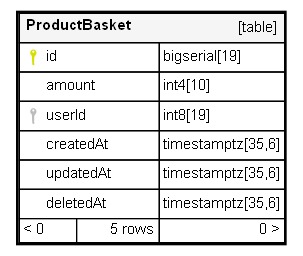 ProductBasket [table]
id bigserial[19]
amount int4[10]
userId int8[19]
createdAt timestamptz[35,6]
updatedAt timestamptz[35,6]
deletedAt timestamptz[35,6]
< 0 5 rows 0 >